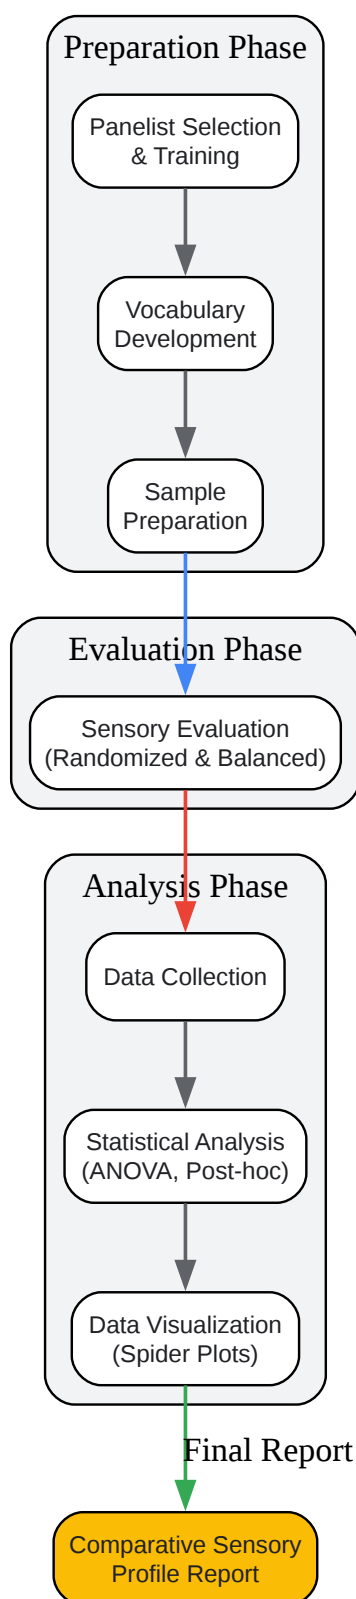 Preparation Phase
Panelist Selection
& Training
Vocabulary
Development
Sample
Preparation
Evaluation Phase
Sensory Evaluation
(Randomized & Balanced)
Analysis Phase
Data Collection
Statistical Analysis
(ANOVA, Post-hoc)
Data Visualization
(Spider Plots)
Final Report
Comparative Sensory
Profile Report